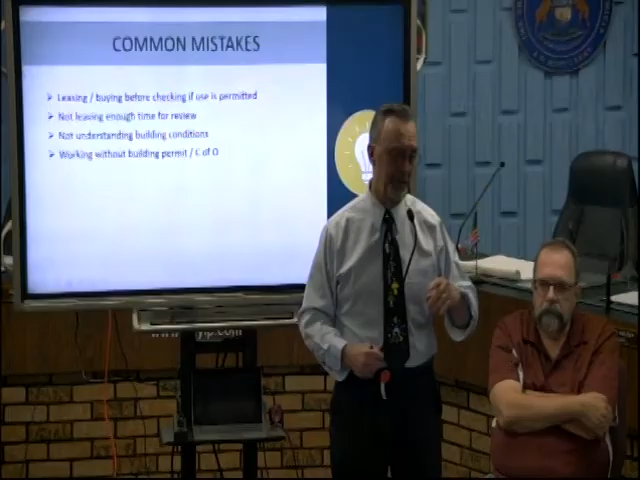 COMMON MISTAKES
Leasing / buying before checking if use is permitted
Not leaving enough time for review
Not understanding building conditions
Working without building permit / C of O